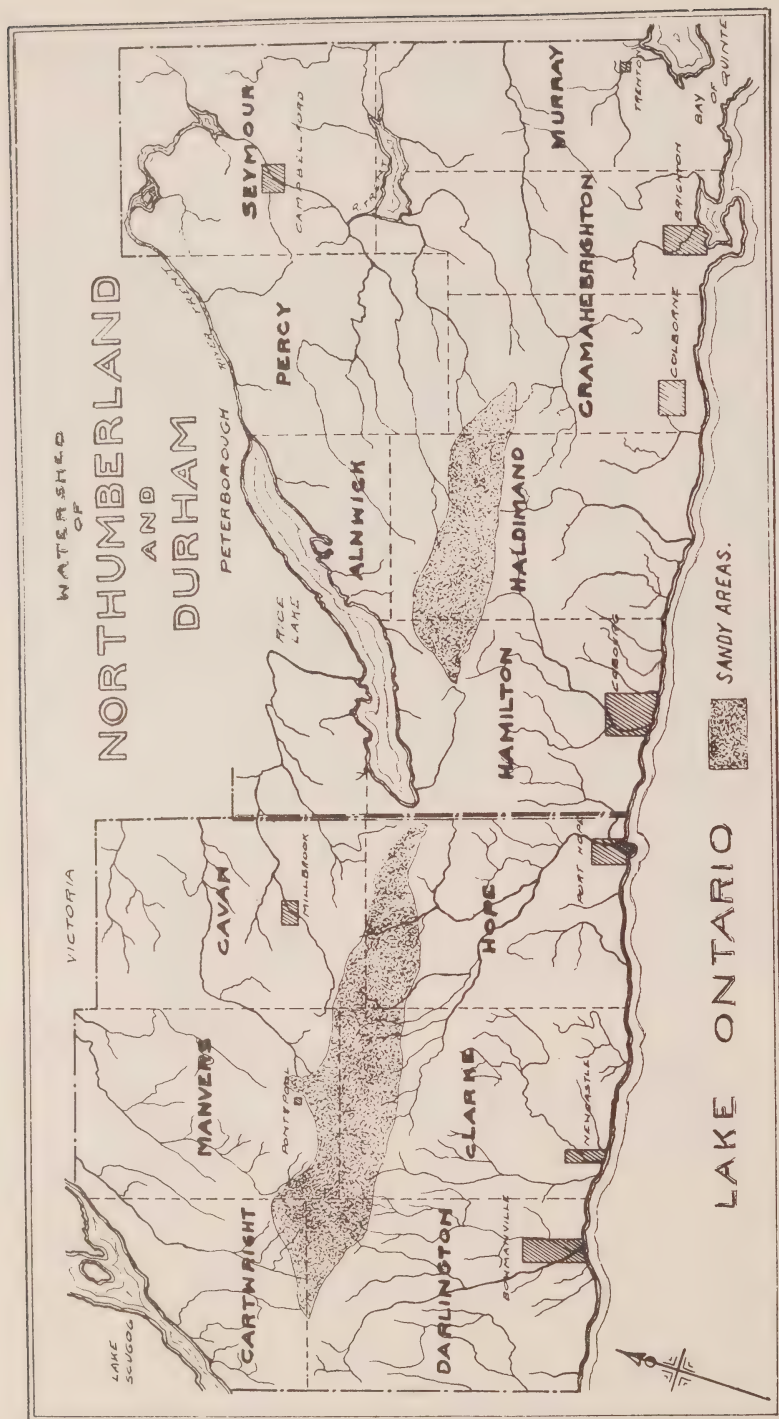 WATERSHED
OF
NORTHUMBERLAND
AND
DURHAM
VICTORIA
PETERBOROUGH
LAKE
SCUGOG
CARTWRIGHT
MANVERS
PONTYPOOL
CAVAN
MILLBROOK
DARLINGTON
BOWMANVILLE
CLARKE
NEWCASTLE
HOPE
PORT HOPE
RICE
LAKE
HAMILTON
COBOURG
ALNWICK
HALDIMAND
RIVER TRENT
PERCY
SEYMOUR
CAMPBELLFORD
CRAMAHE
COLBORNE
BRIGHTON
BRIGHTON
MURRAY
TRENTON
BAY
OF QUINTE
LAKE ONTARIO
SANDY AREAS.